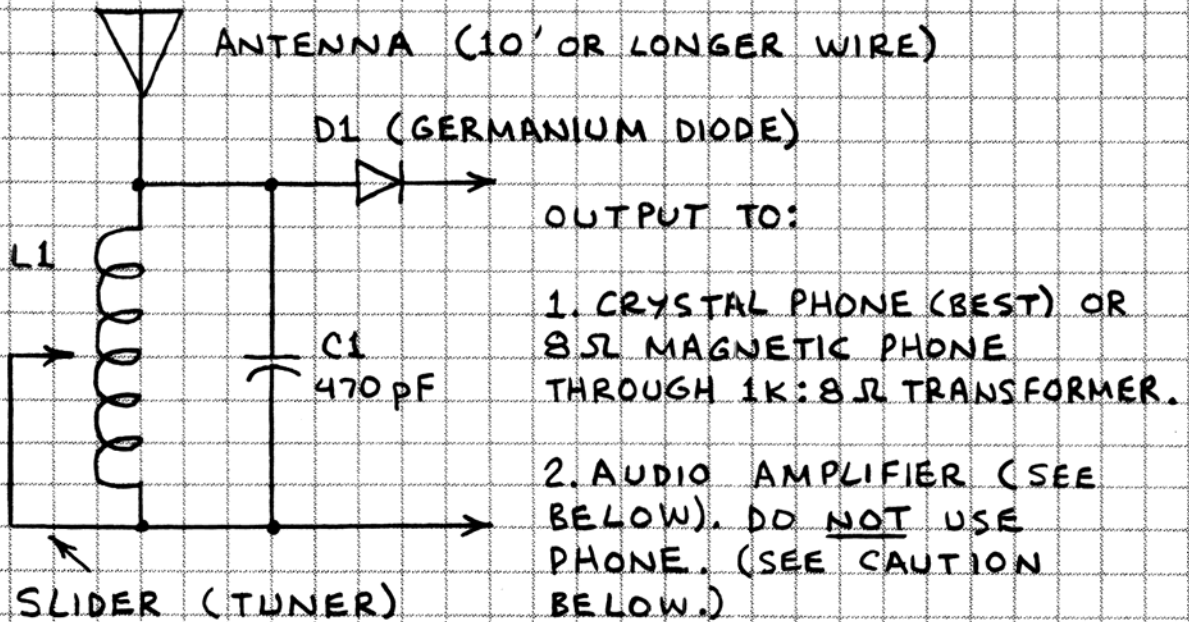 ANTENNA (10' OR LONGER WIRE)
D1 (GERMANIUM DIODE)
OUTPUT TO:
L1
1. CRYSTAL PHONE (BEST) OR
8Ω MAGNETIC PHONE
THROUGH 1K:8Ω TRANSFORMER.
C1
470 pF
2. AUDIO AMPLIFIER (SEE
BELOW). DO NOT USE
PHONE. (SEE CAUTION
BELOW.)
SLIDER (TUNER)